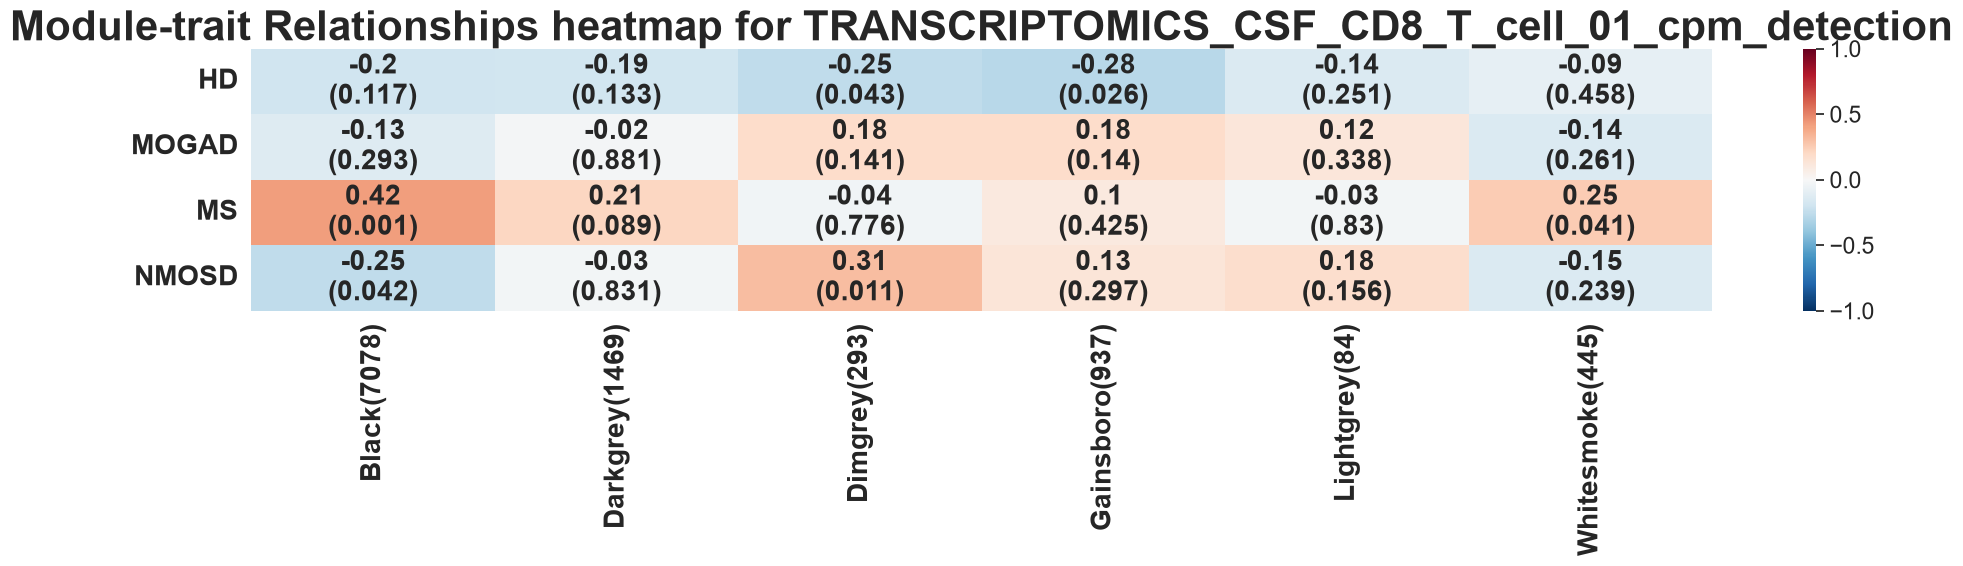 Module-trait Relationships heatmap for TRANSCRIPTOMICS_CSF_CD8_T_cell_01_cpm_detection
HD
-0.2 -0.19 -0.25 -0.28 -0.14 -0.09
(0.117) (0.133) (0.043) (0.026) (0.251) (0.458)
MOGAD
-0.13 -0.02 0.18 0.18 0.12 -0.14
(0.293) (0.881) (0.141) (0.14) (0.338) (0.261)
MS
0.42 0.21 -0.04 0.1 -0.03 0.25
(0.001) (0.089) (0.776) (0.425) (0.83) (0.041)
NMOSD
-0.25 -0.03 0.31 0.13 0.18 -0.15
(0.042) (0.831) (0.011) (0.297) (0.156) (0.239)
Black(7078)
Darkgrey(1469)
Dimgrey(293)
Gainsboro(937)
Lightgrey(84)
Whitesmoke(445)
1.0
0.5
0.0
−0.5
−1.0